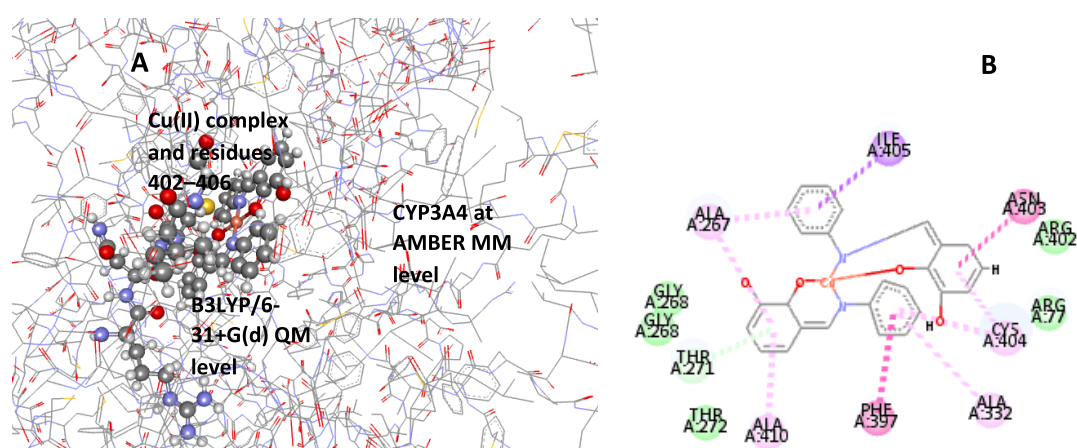 A
Cu(II) complex
and residues
402–406
CYP3A4 at
AMBER MM
level
B3LYP/6-
31+G(d) QM
level
B
ILE
A:405
ALA
A:267
ASN
A:403
ARG
A:402
H
GLY
A:268
GLY
A:268
N
O
O
Cu
O
N
H
O
ARG
A:77
CYS
A:404
THR
A:271
THR
A:272
ALA
A:410
PHE
A:397
ALA
A:332